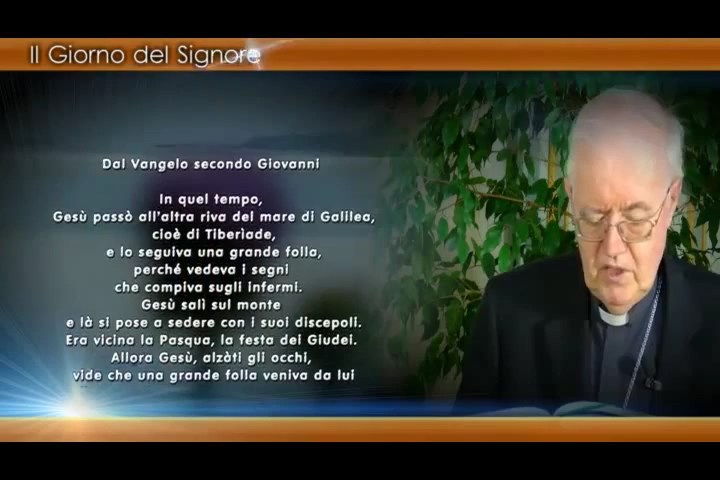 Il Giorno del Signore
Dal Vangelo secondo Giovanni
In quel tempo,
Gesù passò all'altra riva del mare di Galilea,
cioè di Tiberìade,
e lo seguiva una grande folla,
perché vedeva i segni
che compiva sugli infermi.
Gesù salì sul monte
e là si pose a sedere con i suoi discepoli.
Era vicina la Pasqua, la festa dei Giudei.
Allora Gesù, alzàti gli occhi,
vide che una grande folla veniva da lui